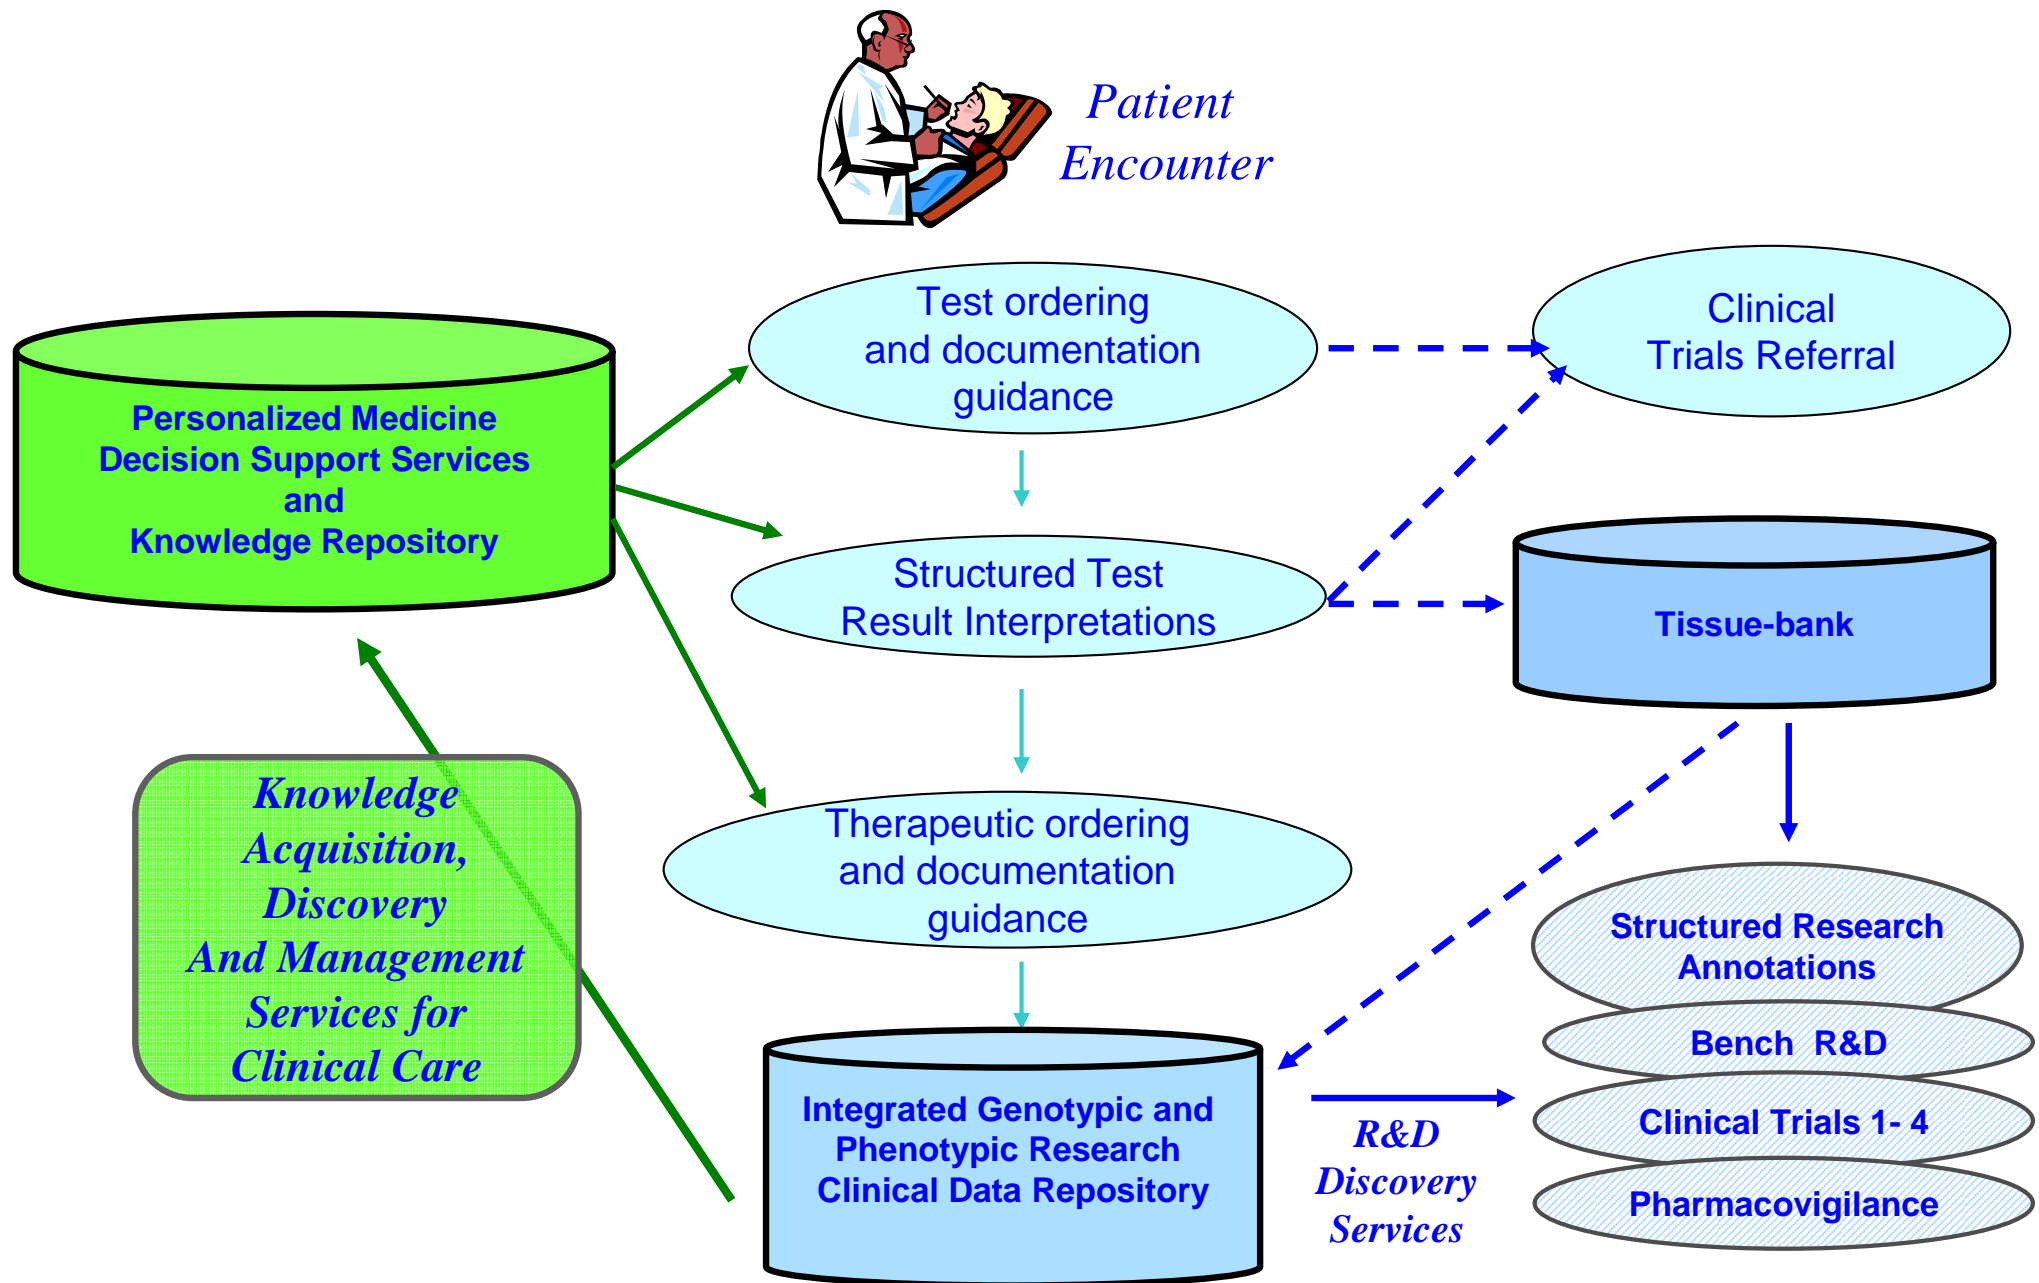 Patient
Encounter
Test ordering
and documentation
guidance
Clinical
Trials Referral
Personalized Medicine
Decision Support Services
and
Knowledge Repository
Structured Test
Result Interpretations
Tissue-bank
Knowledge
Acquisition,
Discovery
And Management
Services for
Clinical Care
Therapeutic ordering
and documentation
guidance
Structured Research
Annotations
Bench  R&D
Clinical Trials 1- 4
Pharmacovigilance
Integrated Genotypic and
Phenotypic Research
Clinical Data Repository
R&D
Discovery
Services